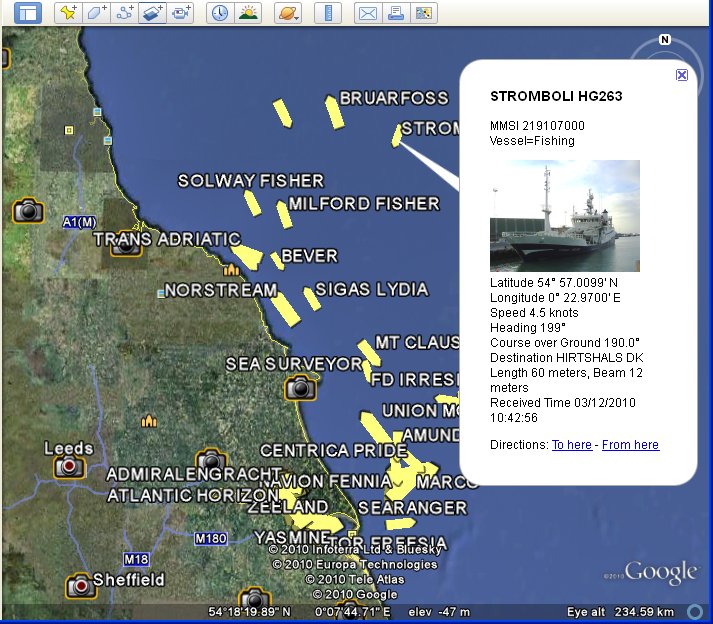 N
BRUARFOSS
STROM
SOLWAY FISHER
MILFORD FISHER
A1(M)
TRANS ADRIATIC
BEVER
NORSTREAM
SIGAS LYDIA
MT CLAUS
SEA SURVEYOR
FD IRRESI
UNION MO
AMUND
Leeds
CENTRICA PRIDE
ADMIRALENGRACHT
NAVION FENNIA
MARCO
ATLANTIC HORIZON
ZEELAND
SEARANGER
M180
YASMINE
FREESIA
M18
Sheffield
© 2010 Infoterra Ltd & Bluesky
© 2010 Europa Technologies
© 2010 Tele Atlas
© 2010 Google
©2010 Google
54°18'19.89" N
0°07'44.71" E
elev -47 m
Eye alt 234.59 km
STROMBOLI HG263
MMSI 219107000
Vessel=Fishing
Latitude 54° 57.0099' N
Longitude 0° 22.9700' E
Speed 4.5 knots
Heading 199°
Course over Ground 190.0°
Destination HIRTSHALS DK
Length 60 meters, Beam 12
meters
Received Time 03/12/2010
10:42:56
Directions: To here - From here